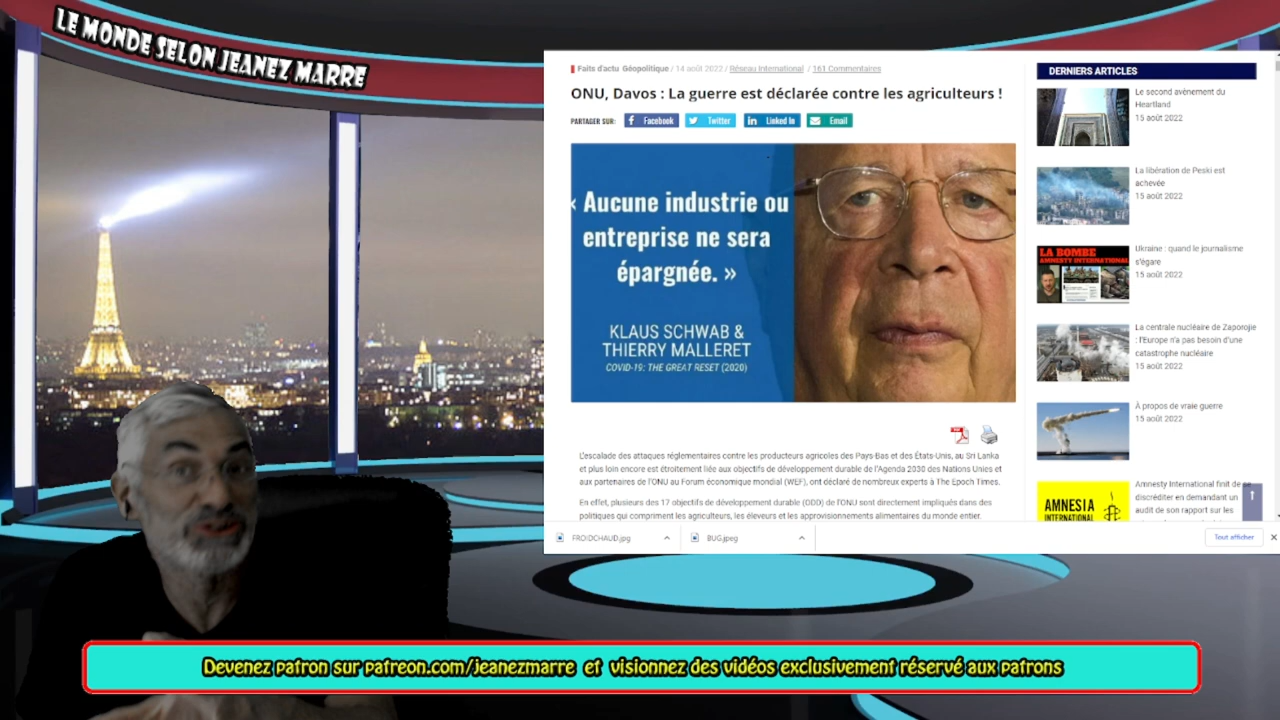 LE MONDE SELON JEANEZ MARRE
Faits d'actu Géopolitique / 14 août 2022 / Réseau International / 161 Commentaires
ONU, Davos : La guerre est déclarée contre les agriculteurs !
PARTAGER SUR: Facebook Twitter Linked In Email
« Aucune industrie ou
entreprise ne sera
épargnée. »
KLAUS SCHWAB &
THIERRY MALLERET
COVID-19: THE GREAT RESET (2020)
L'escalade des attaques réglementaires contre les producteurs agricoles des Pays-Bas et des États-Unis, au Sri Lanka
et plus loin encore est étroitement liée aux objectifs de développement durable de l'Agenda 2030 des Nations Unies et
aux partenaires de l'ONU au Forum économique mondial (WEF), ont déclaré de nombreux experts à The Epoch Times.
En effet, plusieurs des 17 objectifs de développement durable (ODD) de l'ONU sont directement impliqués dans des
politiques qui compriment les agriculteurs, les éleveurs et les approvisionnements alimentaires du monde entier.
DERNIERS ARTICLES
Le second avènement du
Heartland
15 août 2022
La libération de Peski est
achevée
15 août 2022
LA BOMBE
AMNESTY INTERNATIONAL
Ukraine : quand le journalisme
s'égare
15 août 2022
La centrale nucléaire de Zaporojie
: l'Europe n'a pas besoin d'une
catastrophe nucléaire
15 août 2022
À propos de vraie guerre
15 août 2022
AMNESIA
INTERNATIONAL
Amnesty International finit de se
discréditer en demandant un
audit de son rapport sur les
FROIDCHAUD.jpg
BUG.jpeg
Tout afficher
Devenez patron sur patreon.com/jeanezmarre et visionnez des vidéos exclusivement réservé aux patrons